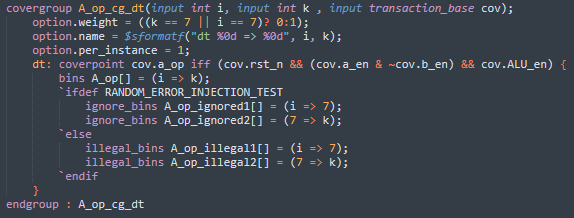 covergroup A_op_cg_dt(input int i, input int k , input transaction_base cov);
option.weight = ((k == 7 || i == 7)? 0:1);
option.name = $sformatf("dt %0d => %0d", i, k);
option.per_instance = 1;
dt: coverpoint cov.a_op iff (cov.rst_n && (cov.a_en & ~cov.b_en) && cov.ALU_en) {
bins A_op[] = (i => k);
`ifdef RANDOM_ERROR_INJECTION_TEST
ignore_bins A_op_ignored1[] = (i => 7);
ignore_bins A_op_ignored2[] = (7 => k);
`else
illegal_bins A_op_illegal1[] = (i => 7);
illegal_bins A_op_illegal2[] = (7 => k);
`endif
}
endgroup : A_op_cg_dt